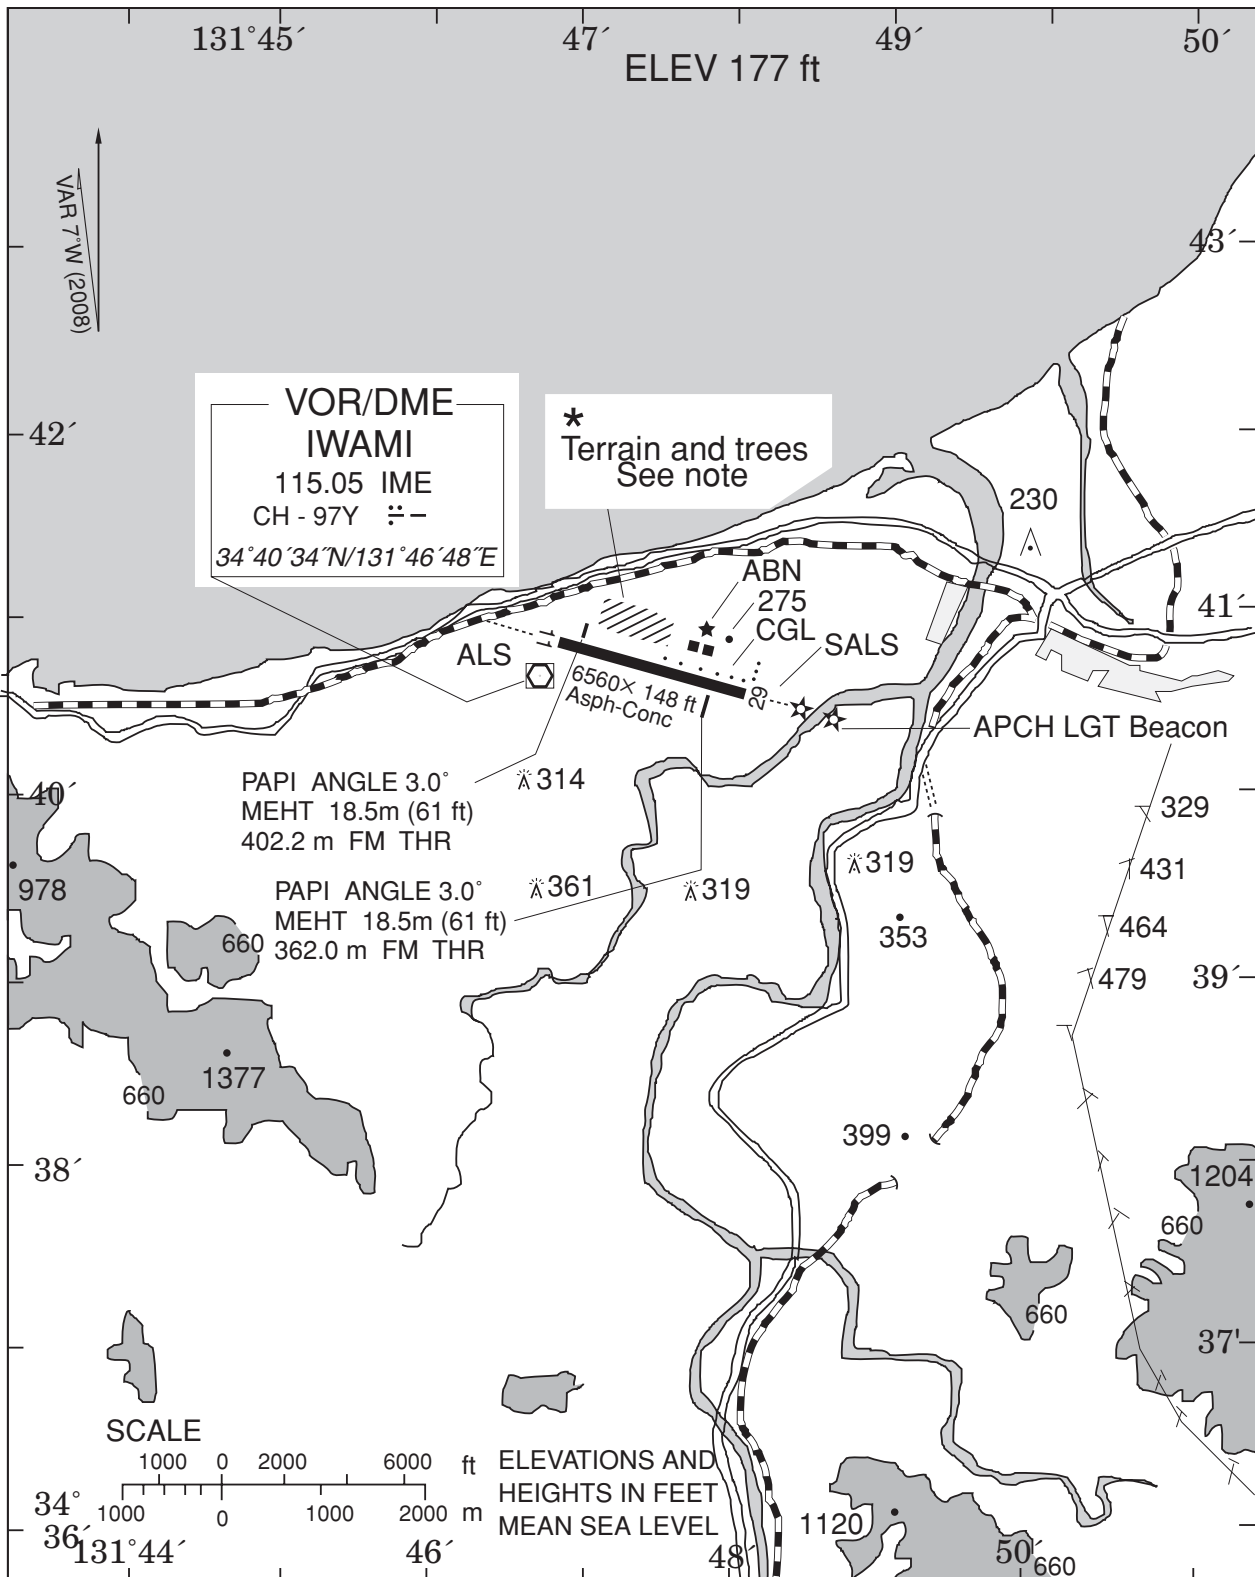 131°45′
47′
49′
50′
ELEV 177 ft
VAR 7°W (2008)
43′
VOR/DME
IWAMI
115.05 IME
CH - 97Y
34°40′34″N/131°46′48″E
*
Terrain and trees
See note
42′
230
ABN
275
CGL
SALS
41′
ALS
11
6560× 148 ft
Asph-Conc
29
APCH LGT Beacon
PAPI ANGLE 3.0°
MEHT 18.5m (61 ft)
402.2 m FM THR
314
40′
329
319
431
978
PAPI ANGLE 3.0°
MEHT 18.5m (61 ft)
362.0 m FM THR
361
319
353
464
660
479
39′
1377
660
399
38′
1204
660
660
37'
SCALE
1000 0 2000 6000 ft
1000 0 1000 2000 m
ELEVATIONS AND
HEIGHTS IN FEET
MEAN SEA LEVEL
34°
36′
1120
131°44′
46′
48′
50′
660